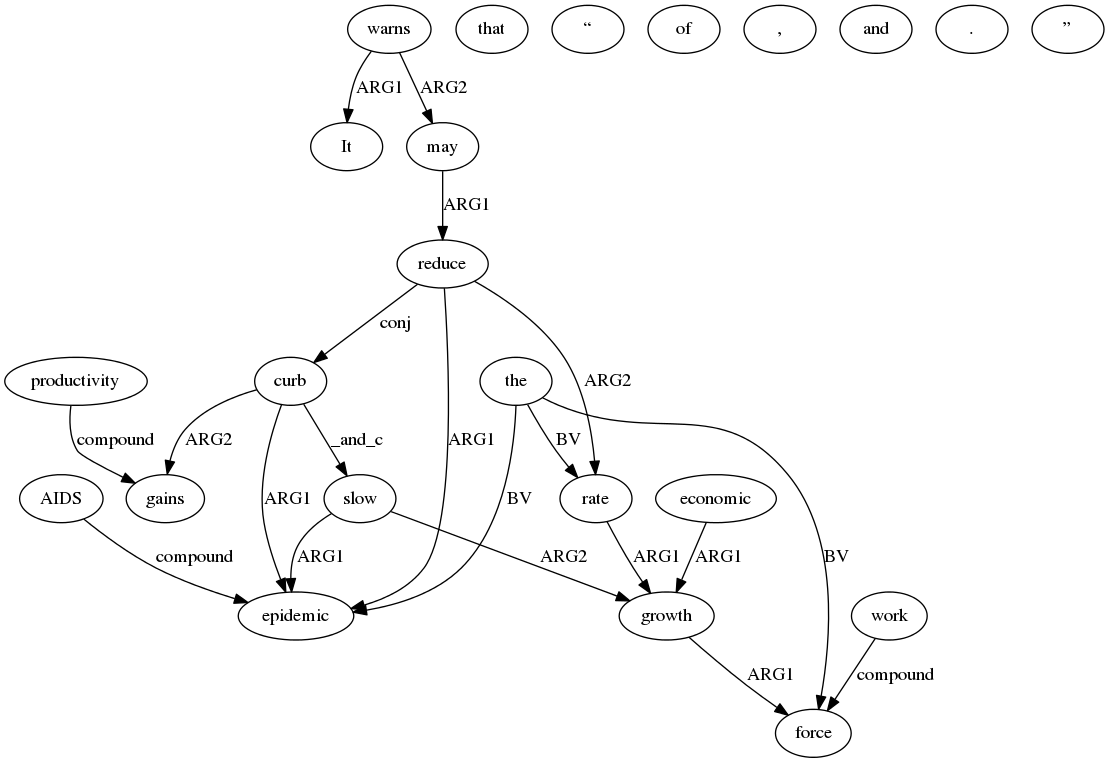 warns that “ of , and . ”
ARG1 ARG2
It may
ARG1
reduce
conj
productivity curb the ARG2
compound ARG2 _and_c ARG1 BV
AIDS gains slow rate economic
ARG1 BV
compound ARG1 ARG2 ARG1 ARG1 BV
epidemic growth work
ARG1 compound
force